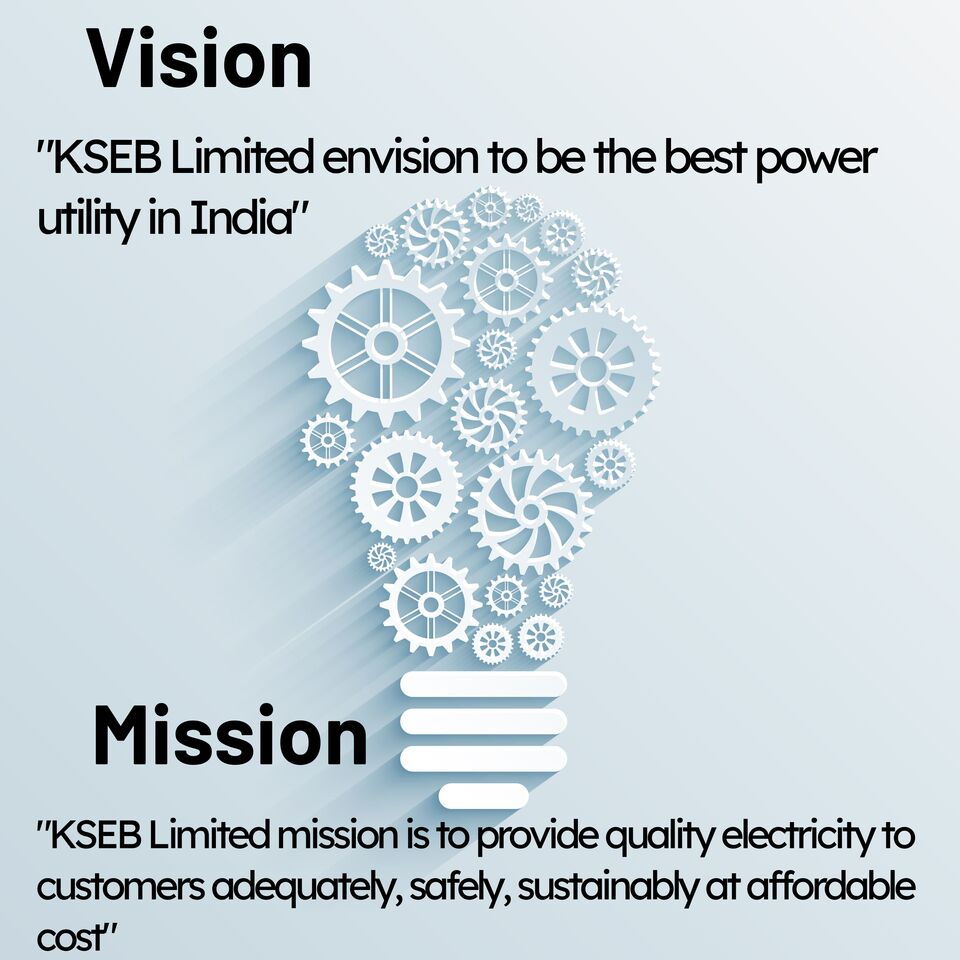 Vision
"KSEB Limited envision to be the best power
utility in India"
Mission
"KSEB Limited mission is to provide quality electricity to
customers adequately, safely, sustainably at affordable
cost"